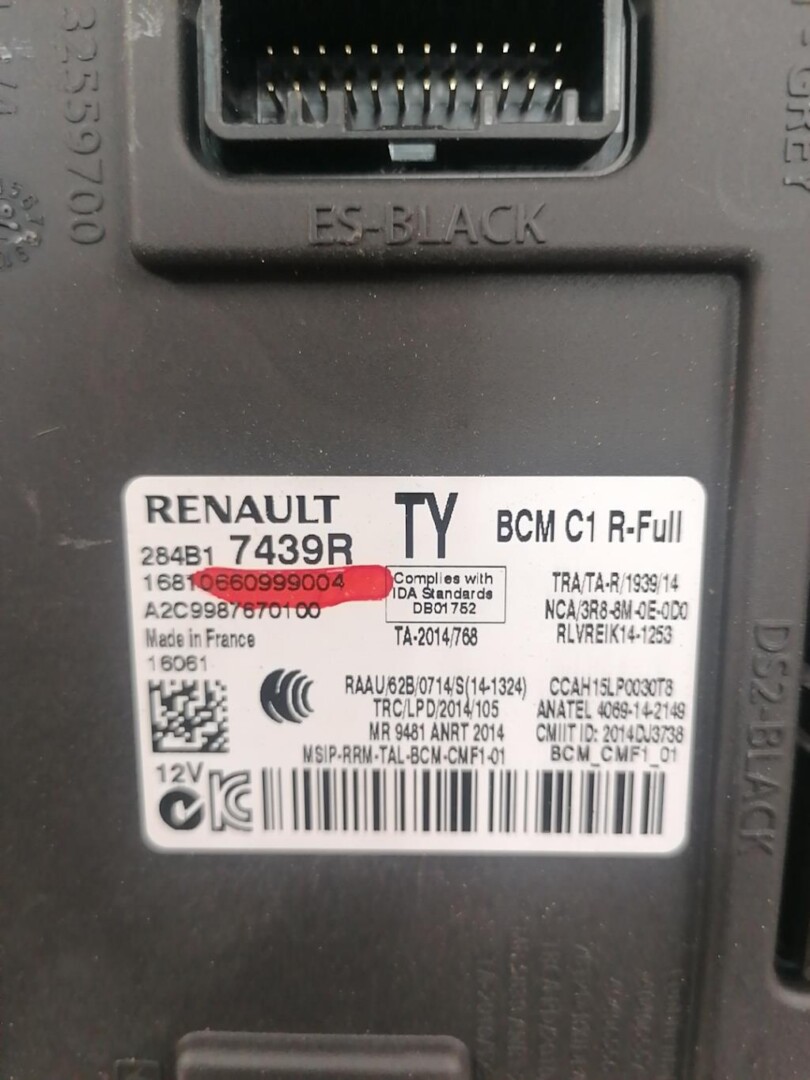 32559700
GREY
ES-BLACK
RENAULT
TY
BCM C1 R-Full
284B1 7439R
16810660999004
A2C9987670100
Made in France
16061
Complies with
IDA Standards
DB01752
TA-2014/768
TRA/TA-R/1939/14
NCA/3R8-8M-0E-0D0
RLVREIK14-1253
RAAU/62B/0714/S(14-1324)
TRC/LPD/2014/105
MR 9481 ANRT 2014
MSIP-RRM-TAL-BCM-CMF1-01
CCAH15LP0030T8
ANATEL 4069-14-2149
CMIIT ID: 2014DJ3738
BCM_CMF1_01
12V
DS2-BLACK